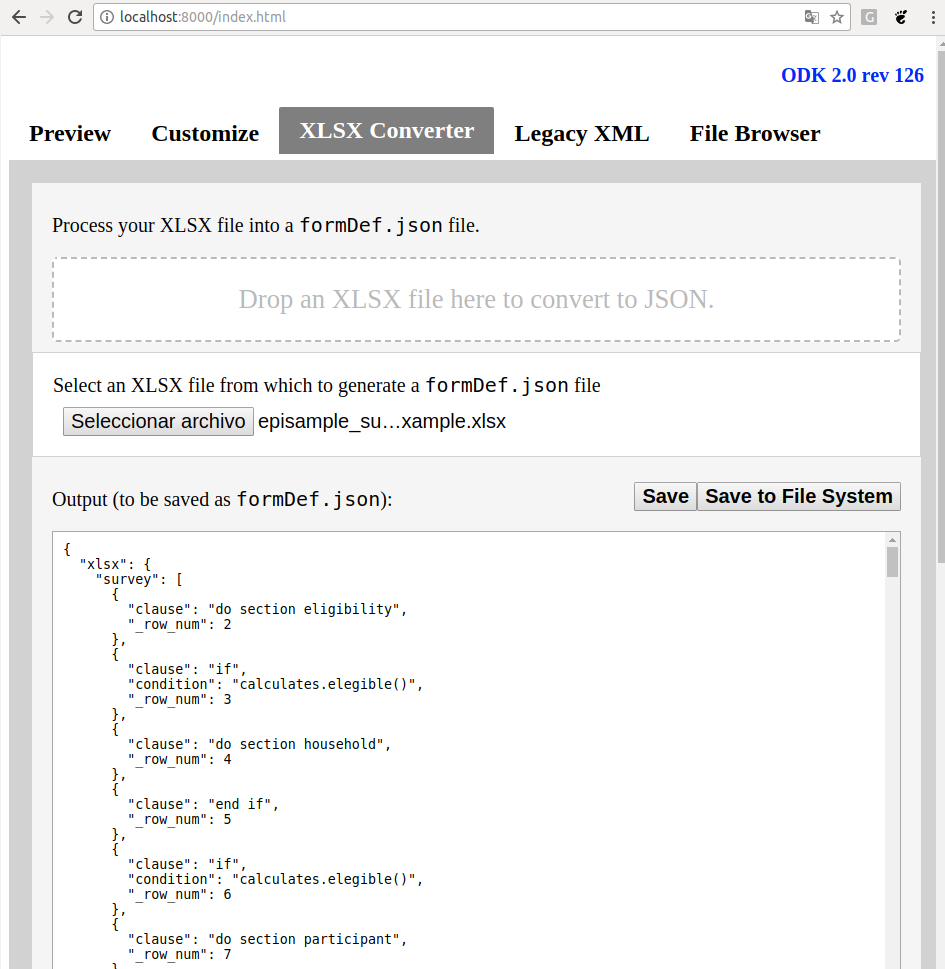 localhost:8000/index.html
ODK 2.0 rev 126
Preview Customize XLSX Converter Legacy XML File Browser
Process your XLSX file into a formDef.json file.
Drop an XLSX file here to convert to JSON.
Select an XLSX file from which to generate a formDef.json file
Seleccionar archivo episample_su...xample.xlsx
Output (to be saved as formDef.json): Save Save to File System
{
"xlsx": {
"survey": [
{
"clause": "do section eligibility",
"_row_num": 2
},
{
"clause": "if",
"condition": "calculates.elegible()",
"_row_num": 3
},
{
"clause": "do section household",
"_row_num": 4
},
{
"clause": "end if",
"_row_num": 5
},
{
"clause": "if",
"condition": "calculates.elegible()",
"_row_num": 6
},
{
"clause": "do section participant",
"_row_num": 7
}